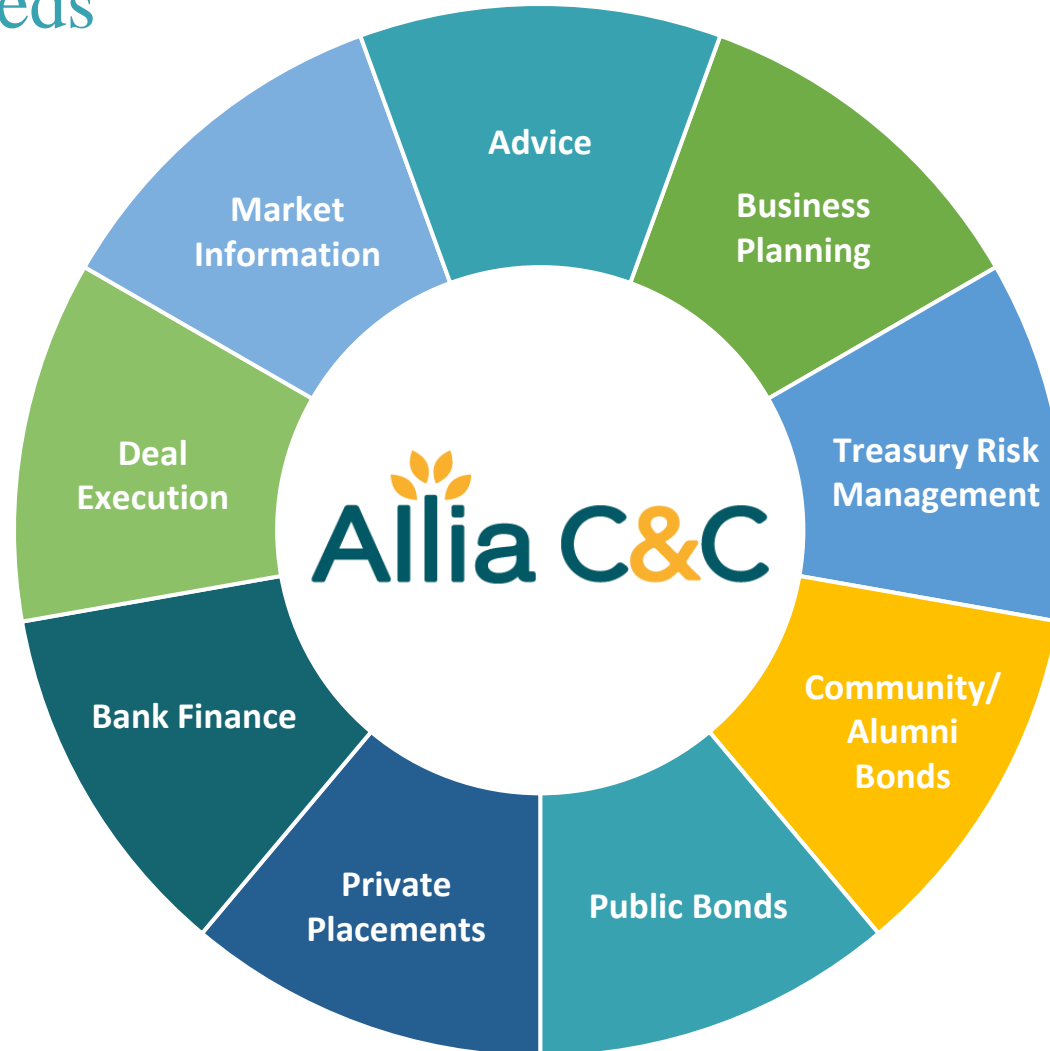 Advice
Business
Planning
Treasury Risk
Management
Community/
Alumni
Bonds
Public Bonds
Private
Placements
Bank Finance
Deal
Execution
Market
Information
Allia C&C